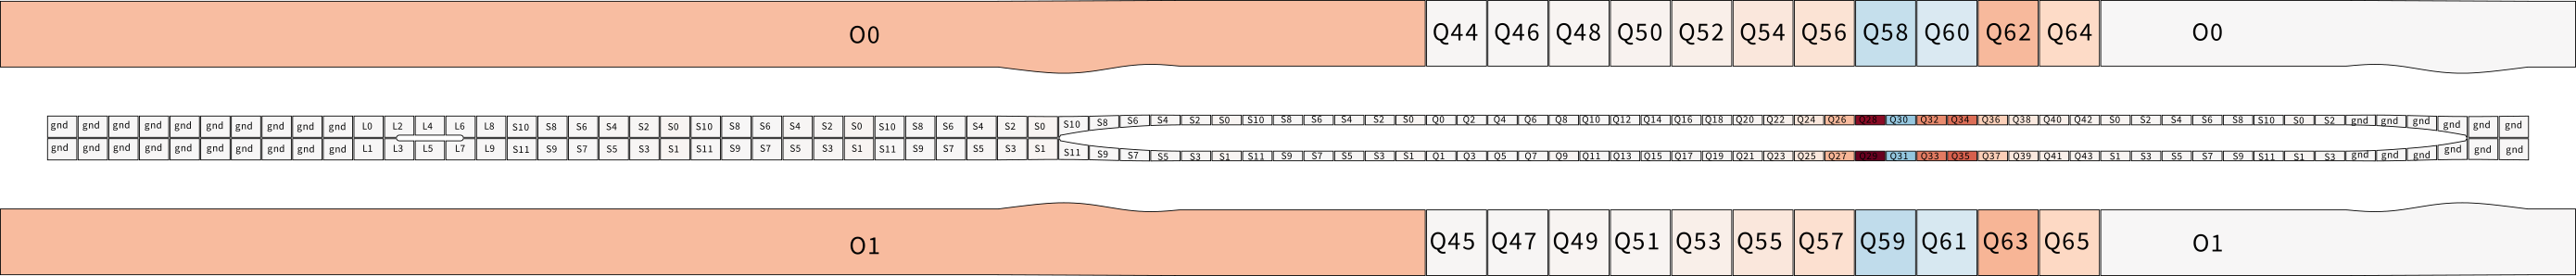 O0 Q44 Q46 Q48 Q50 Q52 Q54 Q56 Q58 Q60 Q62 Q64 O0
gnd gnd gnd gnd gnd gnd gnd gnd gnd gnd L0 L2 L4 L6 L8 S10 S8 S6 S4 S2 S0 S10 S8 S6 S4 S2 S0 S10 S8 S6 S4 S2 S0 S10 S8 S6 S4 S2 S0 S10 S8 S6 S4 S2 S0 Q0 Q2 Q4 Q6 Q8 Q10 Q12 Q14 Q16 Q18 Q20 Q22 Q24 Q26 Q28 Q30 Q32 Q34 Q36 Q38 Q40 Q42 S0 S2 S4 S6 S8 S10 S0 S2 gnd gnd gnd gnd gnd gnd
gnd gnd gnd gnd gnd gnd gnd gnd gnd gnd L1 L3 L5 L7 L9 S11 S9 S7 S5 S3 S1 S11 S9 S7 S5 S3 S1 S11 S9 S7 S5 S3 S1 S11 S9 S7 S5 S3 S1 S11 S9 S7 S5 S3 S1 Q1 Q3 Q5 Q7 Q9 Q11 Q13 Q15 Q17 Q19 Q21 Q23 Q25 Q27 Q29 Q31 Q33 Q35 Q37 Q39 Q41 Q43 S1 S3 S5 S7 S9 S11 S1 S3 gnd gnd gnd gnd gnd gnd
O1 Q45 Q47 Q49 Q51 Q53 Q55 Q57 Q59 Q61 Q63 Q65 O1